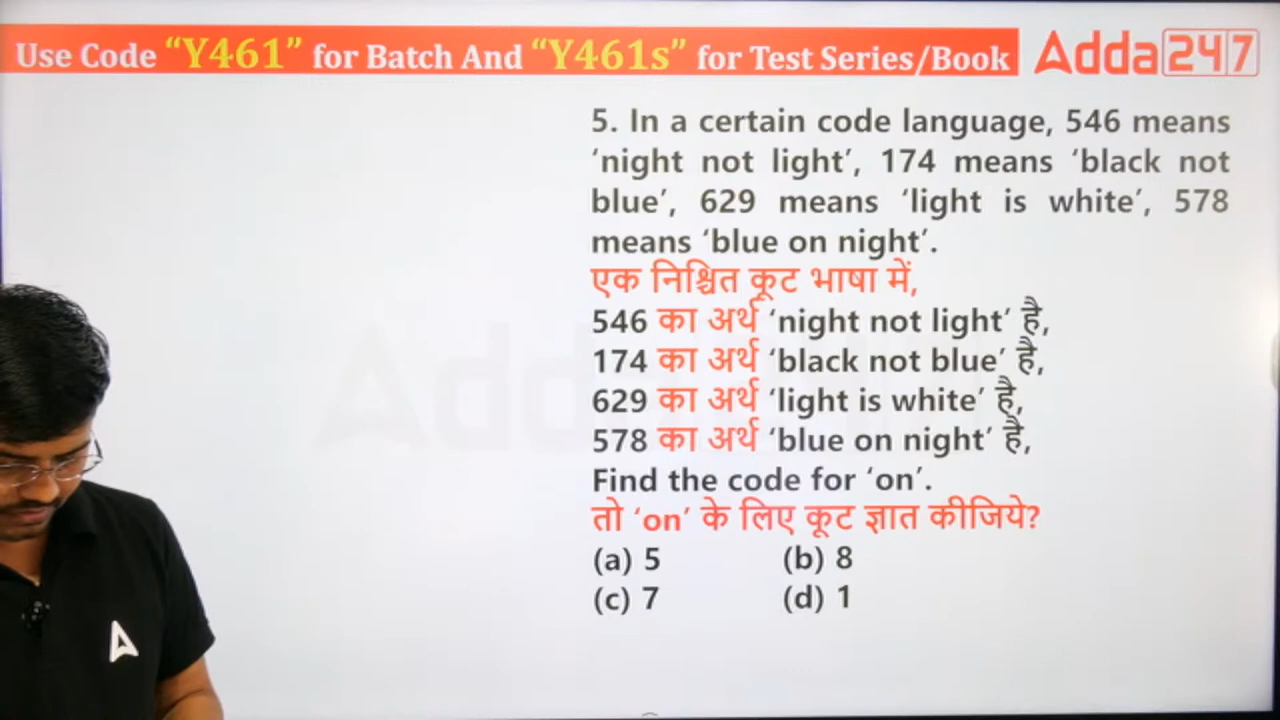 Use Code “Y461” for Batch And “Y461s” for Test Series/Book
Adda247
5. In a certain code language, 546 means
‘night not light’, 174 means ‘black not
blue’, 629 means ‘light is white’, 578
means ‘blue on night’.
एक निश्चित कूट भाषा में,
546 का अर्थ ‘night not light’ है,
174 का अर्थ ‘black not blue’ है,
629 का अर्थ ‘light is white’ है,
578 का अर्थ ‘blue on night’ है,
Find the code for ‘on’.
तो ‘on’ के लिए कूट ज्ञात कीजिये?
(a) 5 (b) 8
(c) 7 (d) 1